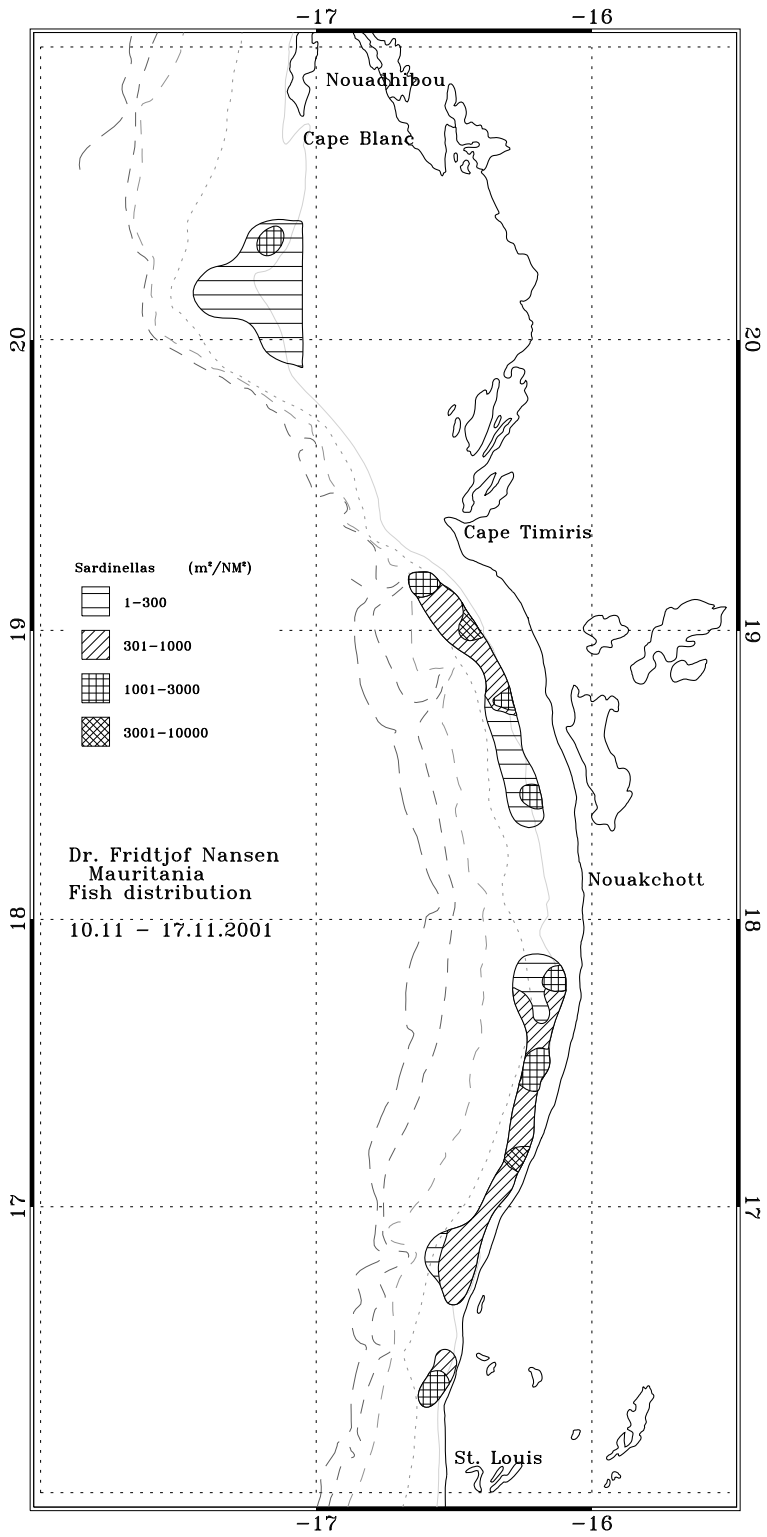 −17 −16
Nouadhibou
Cape Blanc
20 20
Cape Timiris
Sardinellas (m²/NM²)
1−300
19 19
301−1000
1001−3000
3001−10000
Dr. Fridtjof Nansen
Mauritania
Nouakchott
Fish distribution
18 18
10.11 − 17.11.2001
17 17
St. Louis
−17 −16